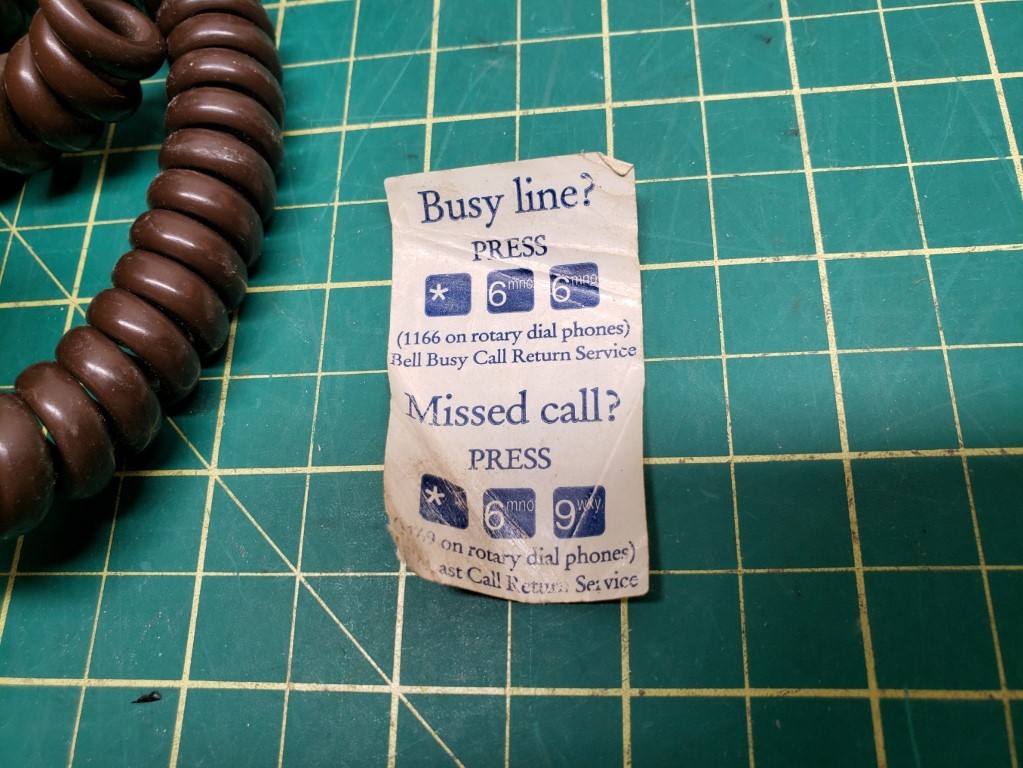 Busy line?
PRESS
* 6mno 6mno
(1166 on rotary dial phones)
Bell Busy Call Return Service
Missed call?
PRESS
* 6mno 9wxy
on rotary dial phones)
Call Return Service